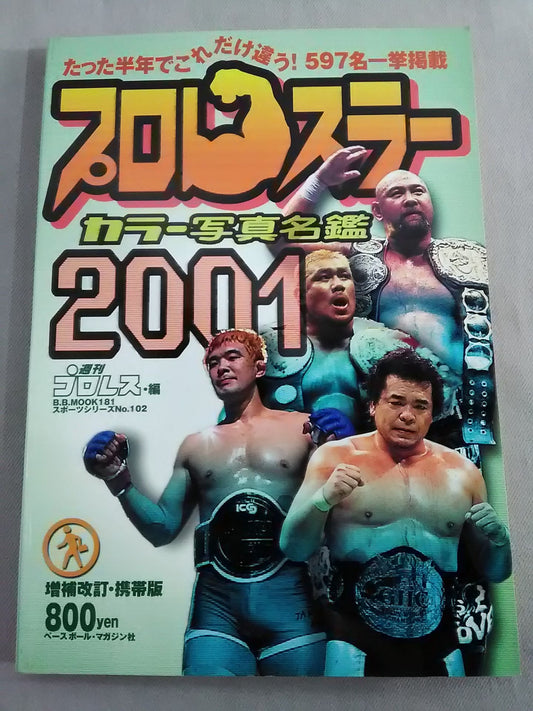 たった半年でこれだけ違う! 597名一挙掲載
プロレスラー
カラー写真名鑑
2001
週刊
プロレス・編
B.B.MOOK181
スポーツシリーズNo.102
増補改訂・携帯版
800yen
ベースボール・マガジン社
GHC